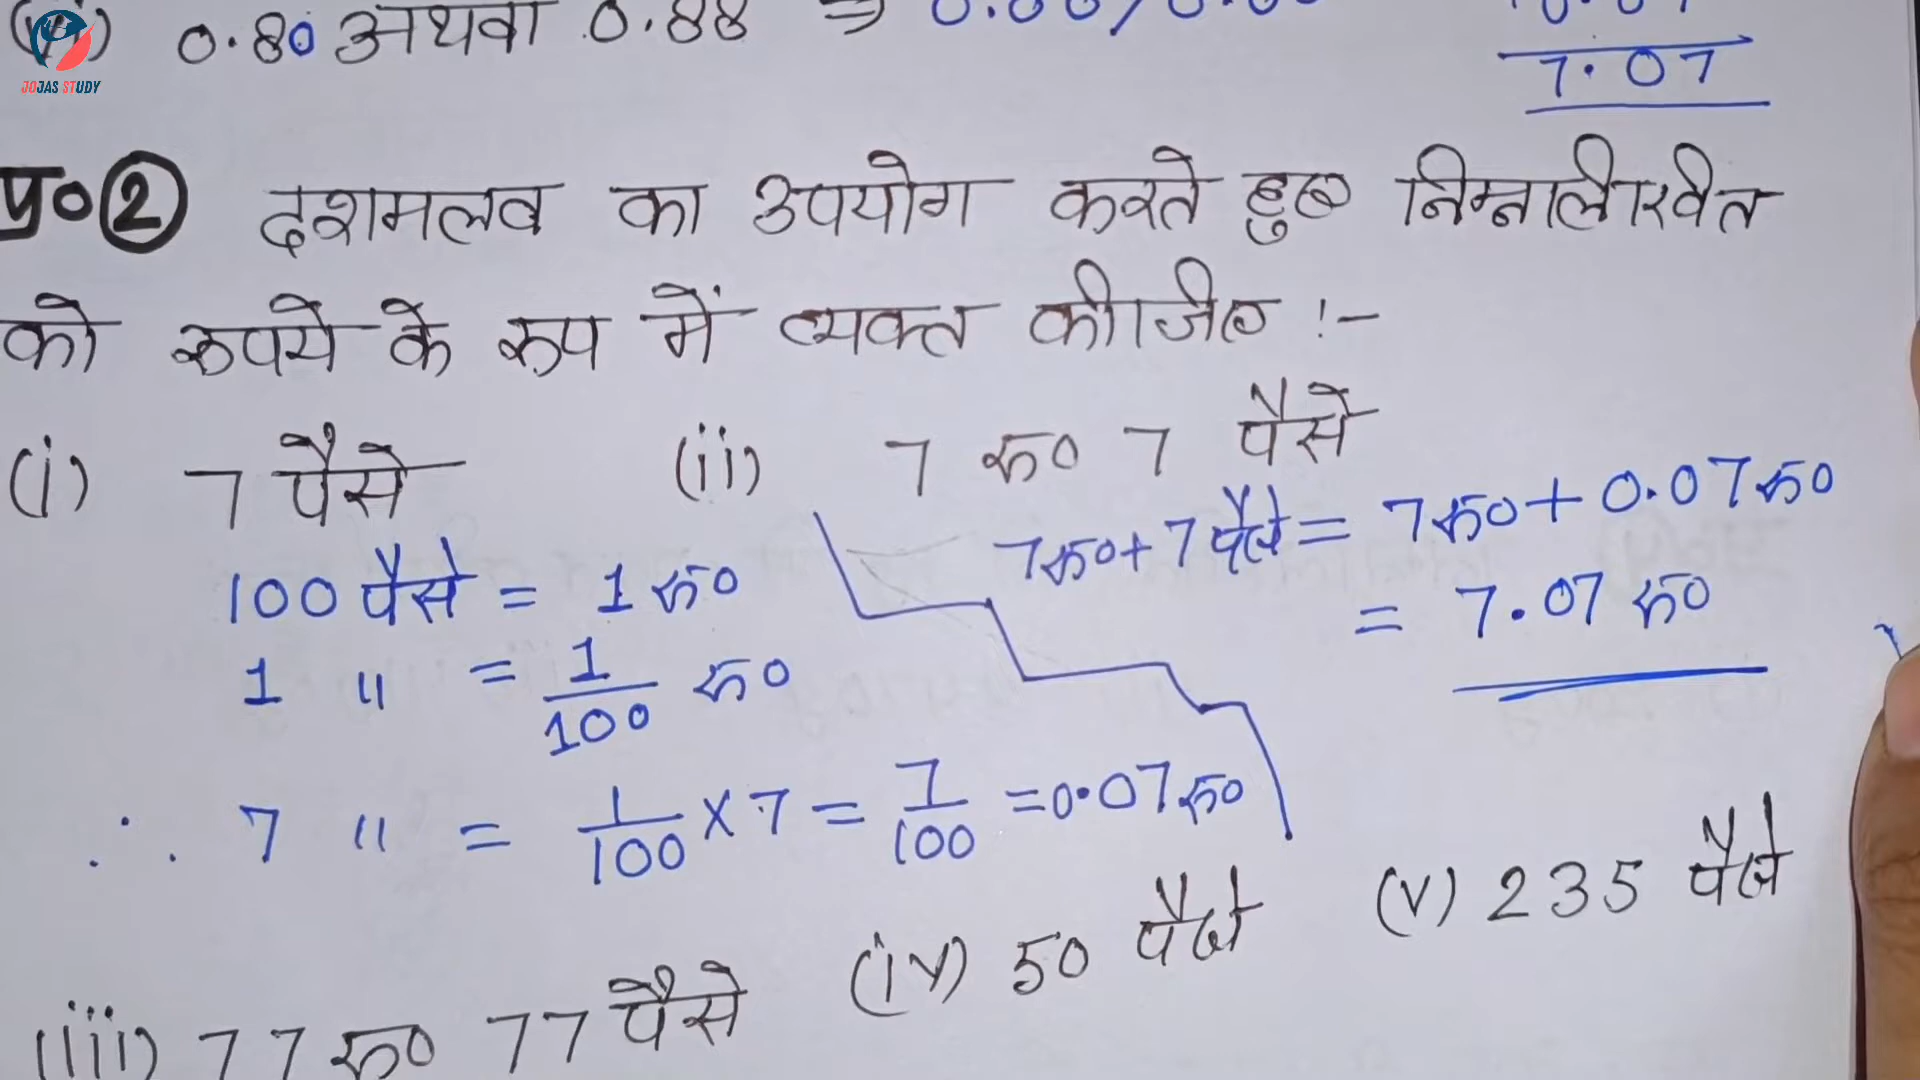 JOJAS STUDY
0.80 अथवा 0.88 ⇒
7.07
प्र० (2) दशमलव का उपयोग करते हुए निम्नलिखित
को रुपये के रूप में व्यक्त कीजिए :-
(i) 7 पैसे (ii) 7 रू० 7 पैसे
7रू०+7 पैसे = 7रू०+0.07रू०
= 7.07 रू०
100 पैसे = 1 रू०
1 " = 1/100 रू०
∴ 7 " = 1/100 × 7 = 7/100 = 0.07रू०
(iii) 77 रू० 77 पैसे (iv) 50 पैसे (v) 235 पैसे